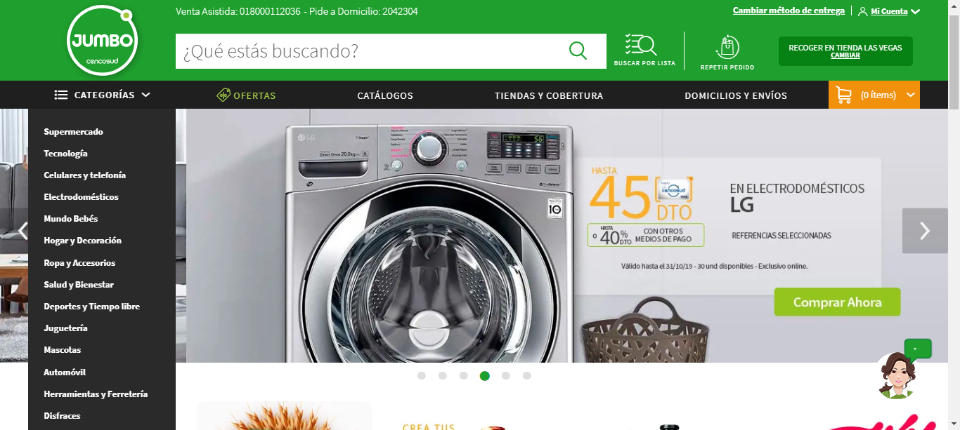 Venta Asistida: 018000112036 - Pide a Domicilio: 2042304
Cambiar método de entrega
Mi Cuenta
JUMBO
cencosud
¿Qué estás buscando?
BUSCAR POR LISTA
REPETIR PEDIDO
RECOGER EN TIENDA LAS VEGAS
CAMBIAR
CATEGORÍAS
OFERTAS
CATÁLOGOS
TIENDAS Y COBERTURA
DOMICILIOS Y ENVÍOS
(0 ítems)
Supermercado
Tecnología
Celulares y telefonía
Electrodomésticos
Mundo Bebés
Hogar y Decoración
Ropa y Accesorios
Salud y Bienestar
Deportes y Tiempo libre
Juguetería
Mascotas
Automóvil
Herramientas y Ferretería
Disfraces
LG
HASTA
45%
DTO
cencosud
o HASTA 40% DTO
CON OTROS
MEDIOS DE PAGO
EN ELECTRODOMÉSTICOS
LG
REFERENCIAS SELECCIONADAS
Válido hasta el 31/10/19 - 30 und disponibles - Exclusivo online.
Comprar Ahora
CREA TUS